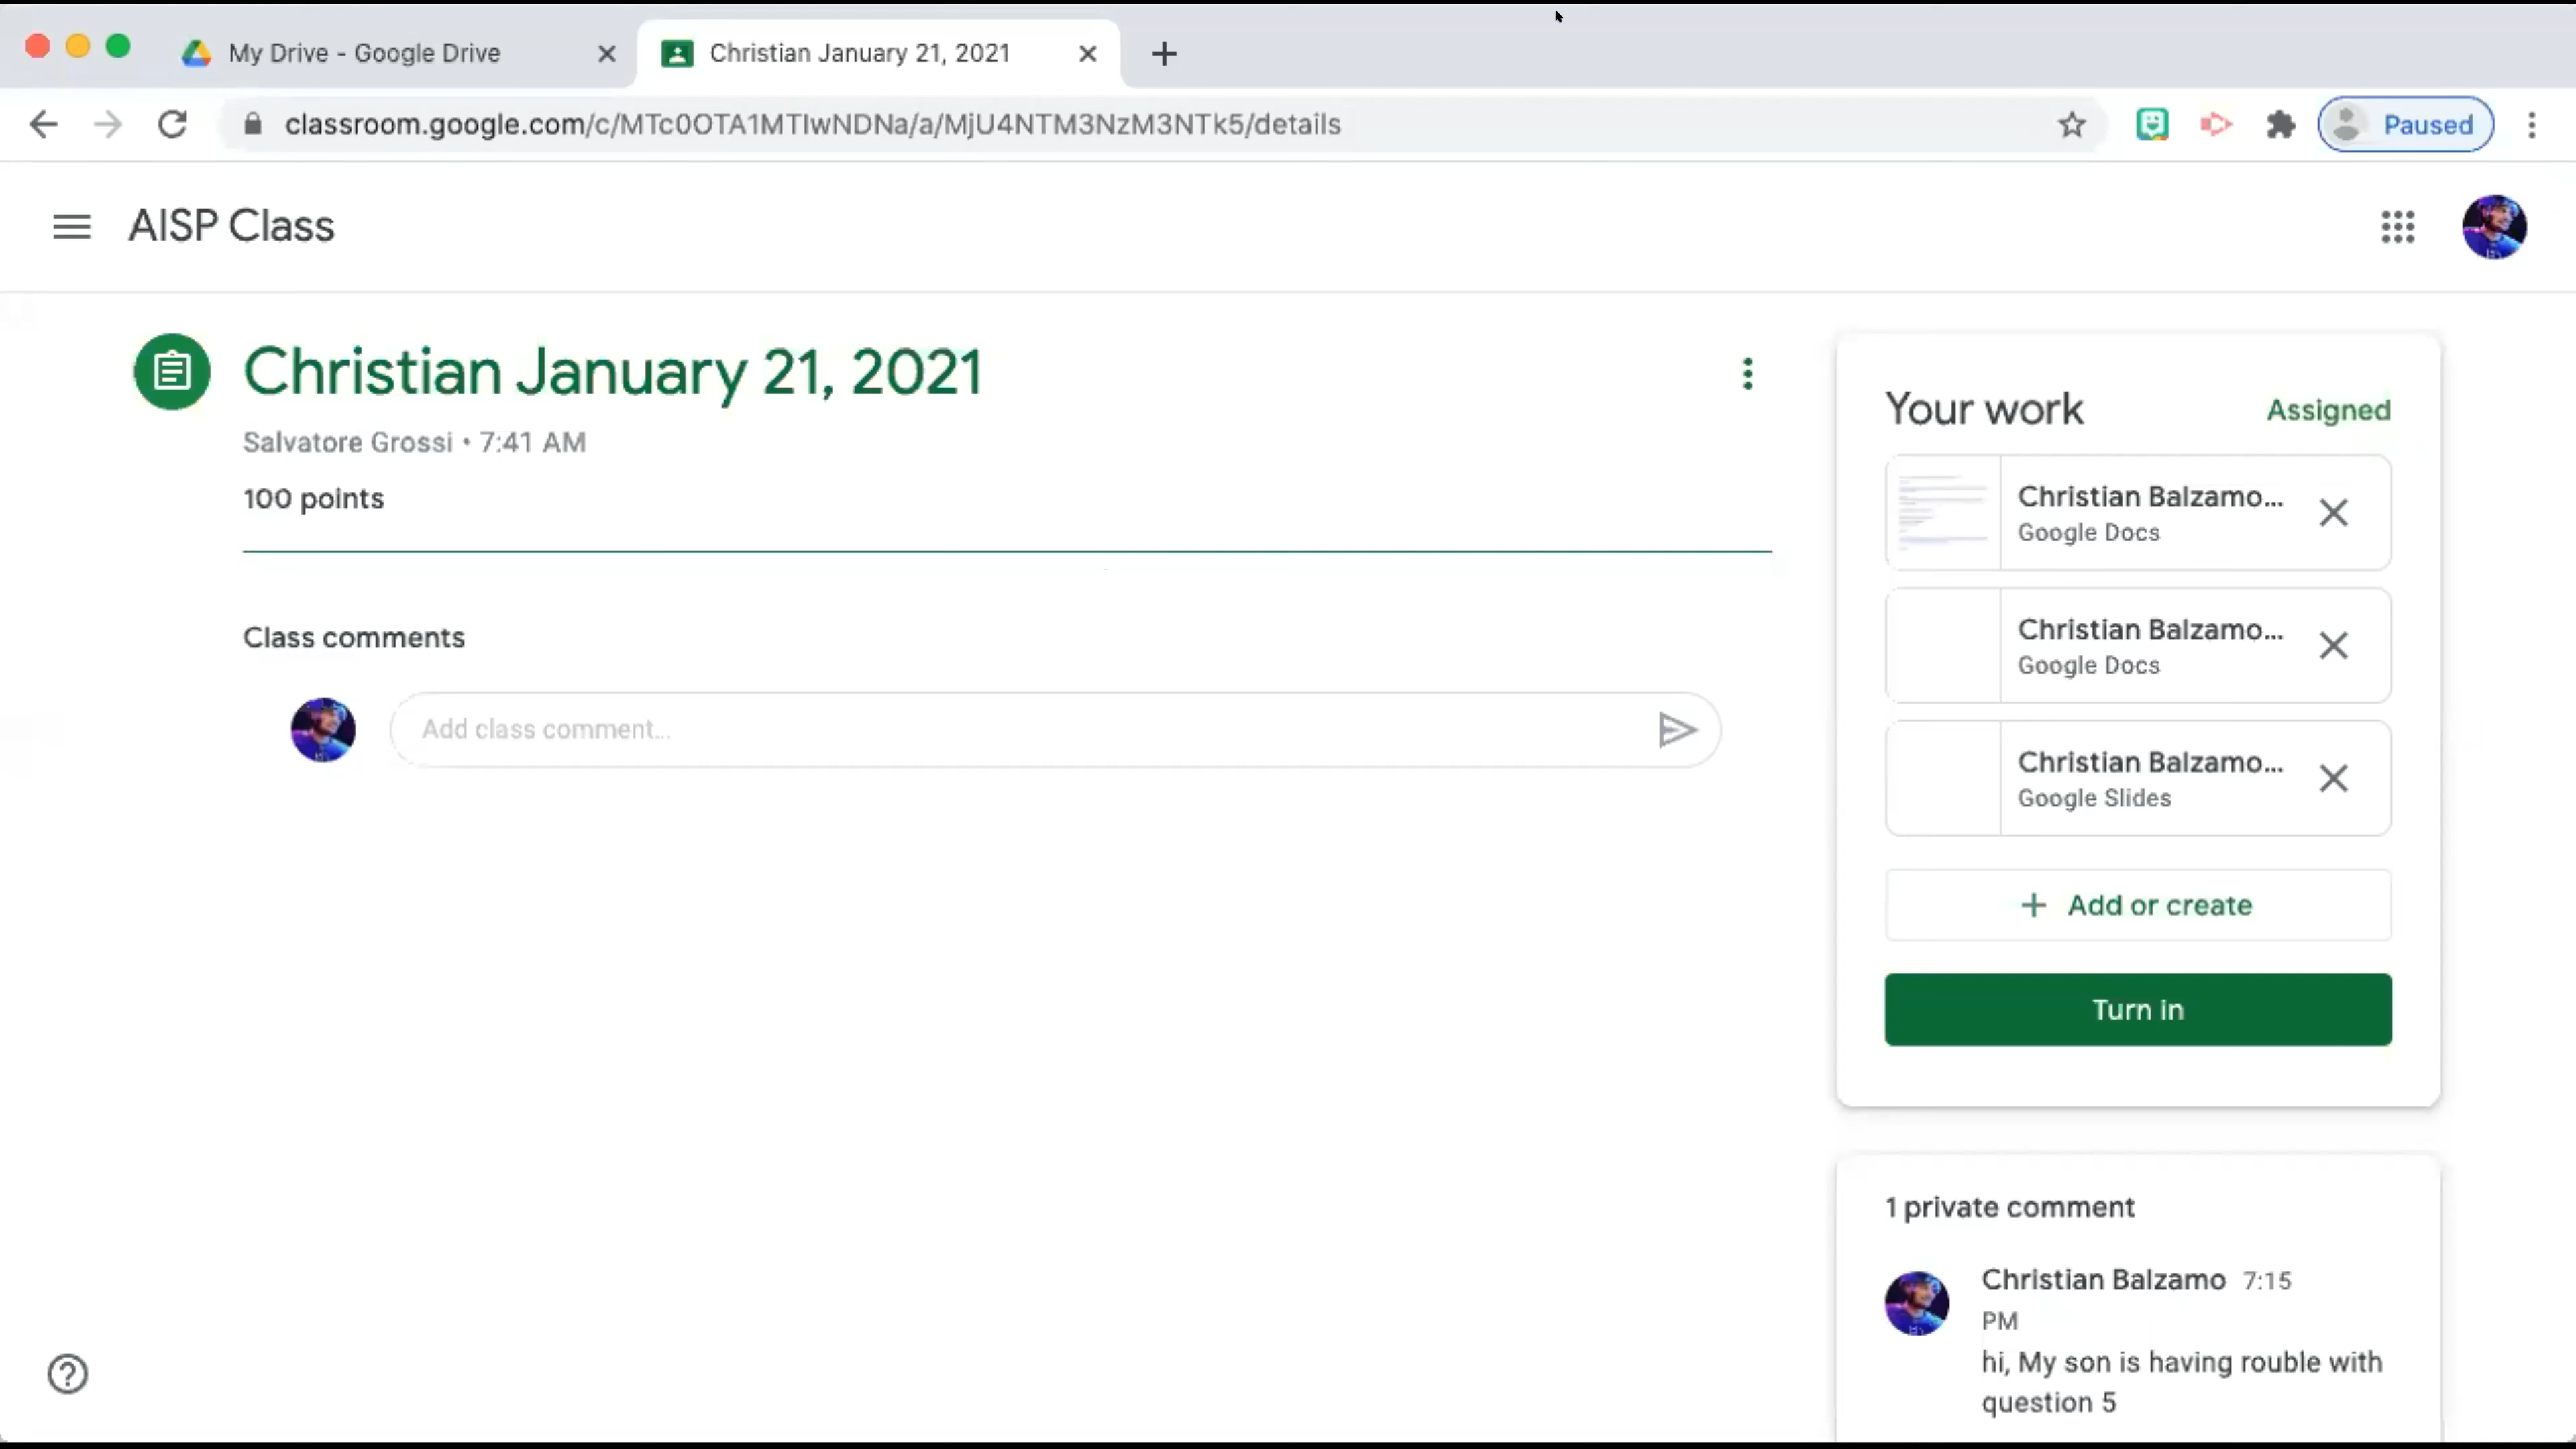 My Drive - Google Drive
Christian January 21, 2021
classroom.google.com/c/MTc0OTA1MTIwNDNa/a/MjU4NTM3NzM3NTk5/details
Paused
AISP Class
Christian January 21, 2021
Salvatore Grossi • 7:41 AM
100 points
Class comments
Add class comment...
Your work
Assigned
Christian Balzamo...
Google Docs
Christian Balzamo...
Google Docs
Christian Balzamo...
Google Slides
+ Add or create
Turn in
1 private comment
Christian Balzamo 7:15
PM
hi, My son is having rouble with
question 5